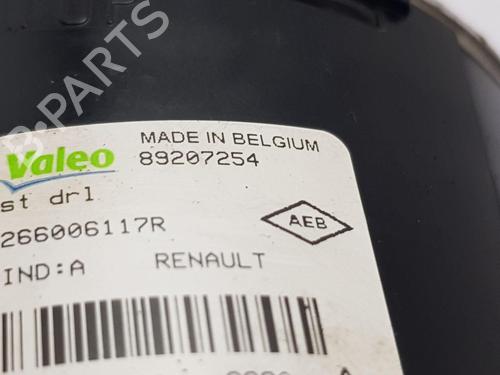 B-PARTS
Valeo
MADE IN BELGIUM
89207254
st drl
266006117R
AEB
IND:A
RENAULT